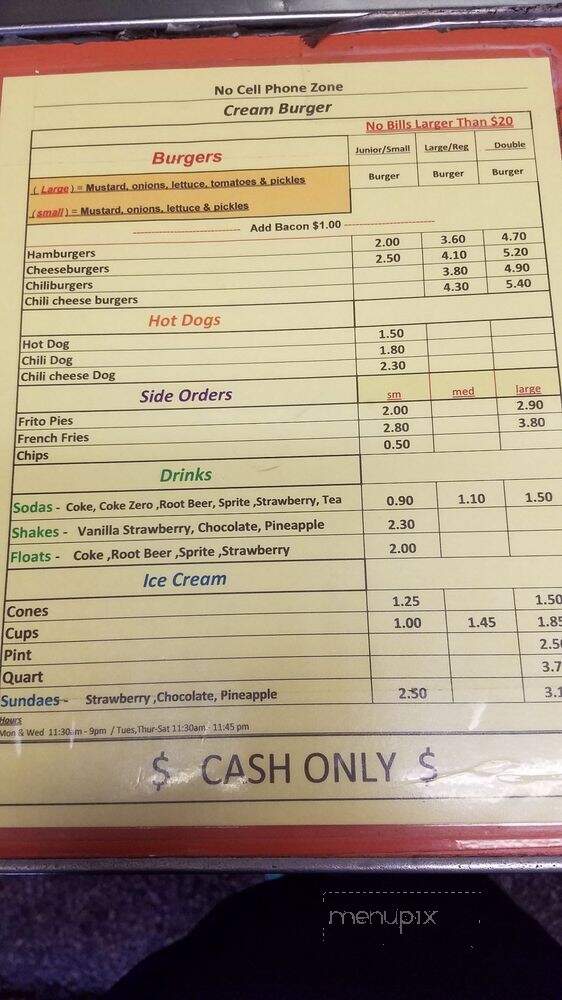 No Cell Phone Zone
Cream Burger
No Bills Larger Than $20
Burgers Junior/Small Large/Reg Double
Burger Burger Burger
( Large ) = Mustard, onions, lettuce, tomatoes & pickles
(small) = Mustard, onions, lettuce & pickles
Add Bacon $1.00
Hamburgers 2.00 3.60 4.70
Cheeseburgers 2.50 4.10 5.20
Chiliburgers 3.80 4.90
Chili cheese burgers 4.30 5.40
Hot Dogs
Hot Dog 1.50
Chili Dog 1.80
Chili cheese Dog 2.30
Side Orders sm med large
Frito Pies 2.00 2.90
French Fries 2.80 3.80
Chips 0.50
Drinks
Sodas - Coke, Coke Zero ,Root Beer, Sprite ,Strawberry, Tea 0.90 1.10 1.50
Shakes - Vanilla Strawberry, Chocolate, Pineapple 2.30
Floats - Coke ,Root Beer ,Sprite ,Strawberry 2.00
Ice Cream
Cones 1.25 1.50
Cups 1.00 1.45 1.85
Pint 2.5
Quart 3.7
Sundaes - Strawberry ,Chocolate, Pineapple 2.50 3.1
Hours
Mon & Wed 11:30am - 9pm / Tues,Thur-Sat 11:30am - 11:45 pm
$ CASH ONLY $
menupix